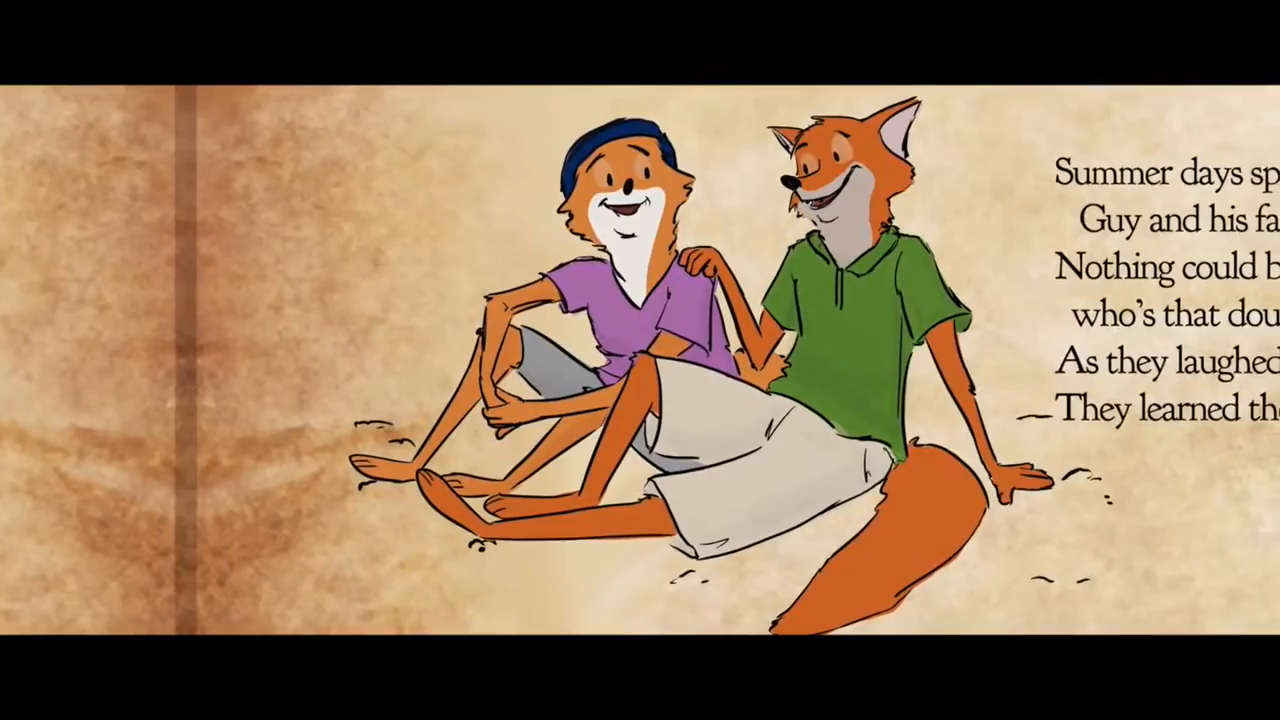 Summer days sp
Guy and his fa
Nothing could b
who's that dou
As they laughed
They learned th